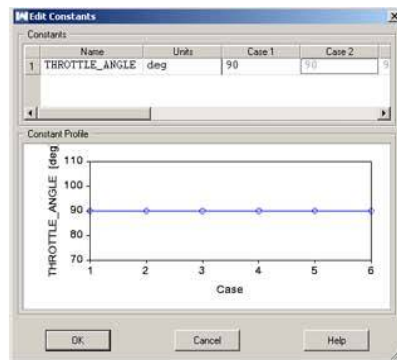 Edit Constants
Constants
Name Units Case 1 Case 2
1 THROTTLE_ANGLE deg 90 90 9
Constant Profile
THROTTLE_ANGLE [deg]
110
100
90
80
70
1 2 3 4 5 6
Case
OK Cancel Help